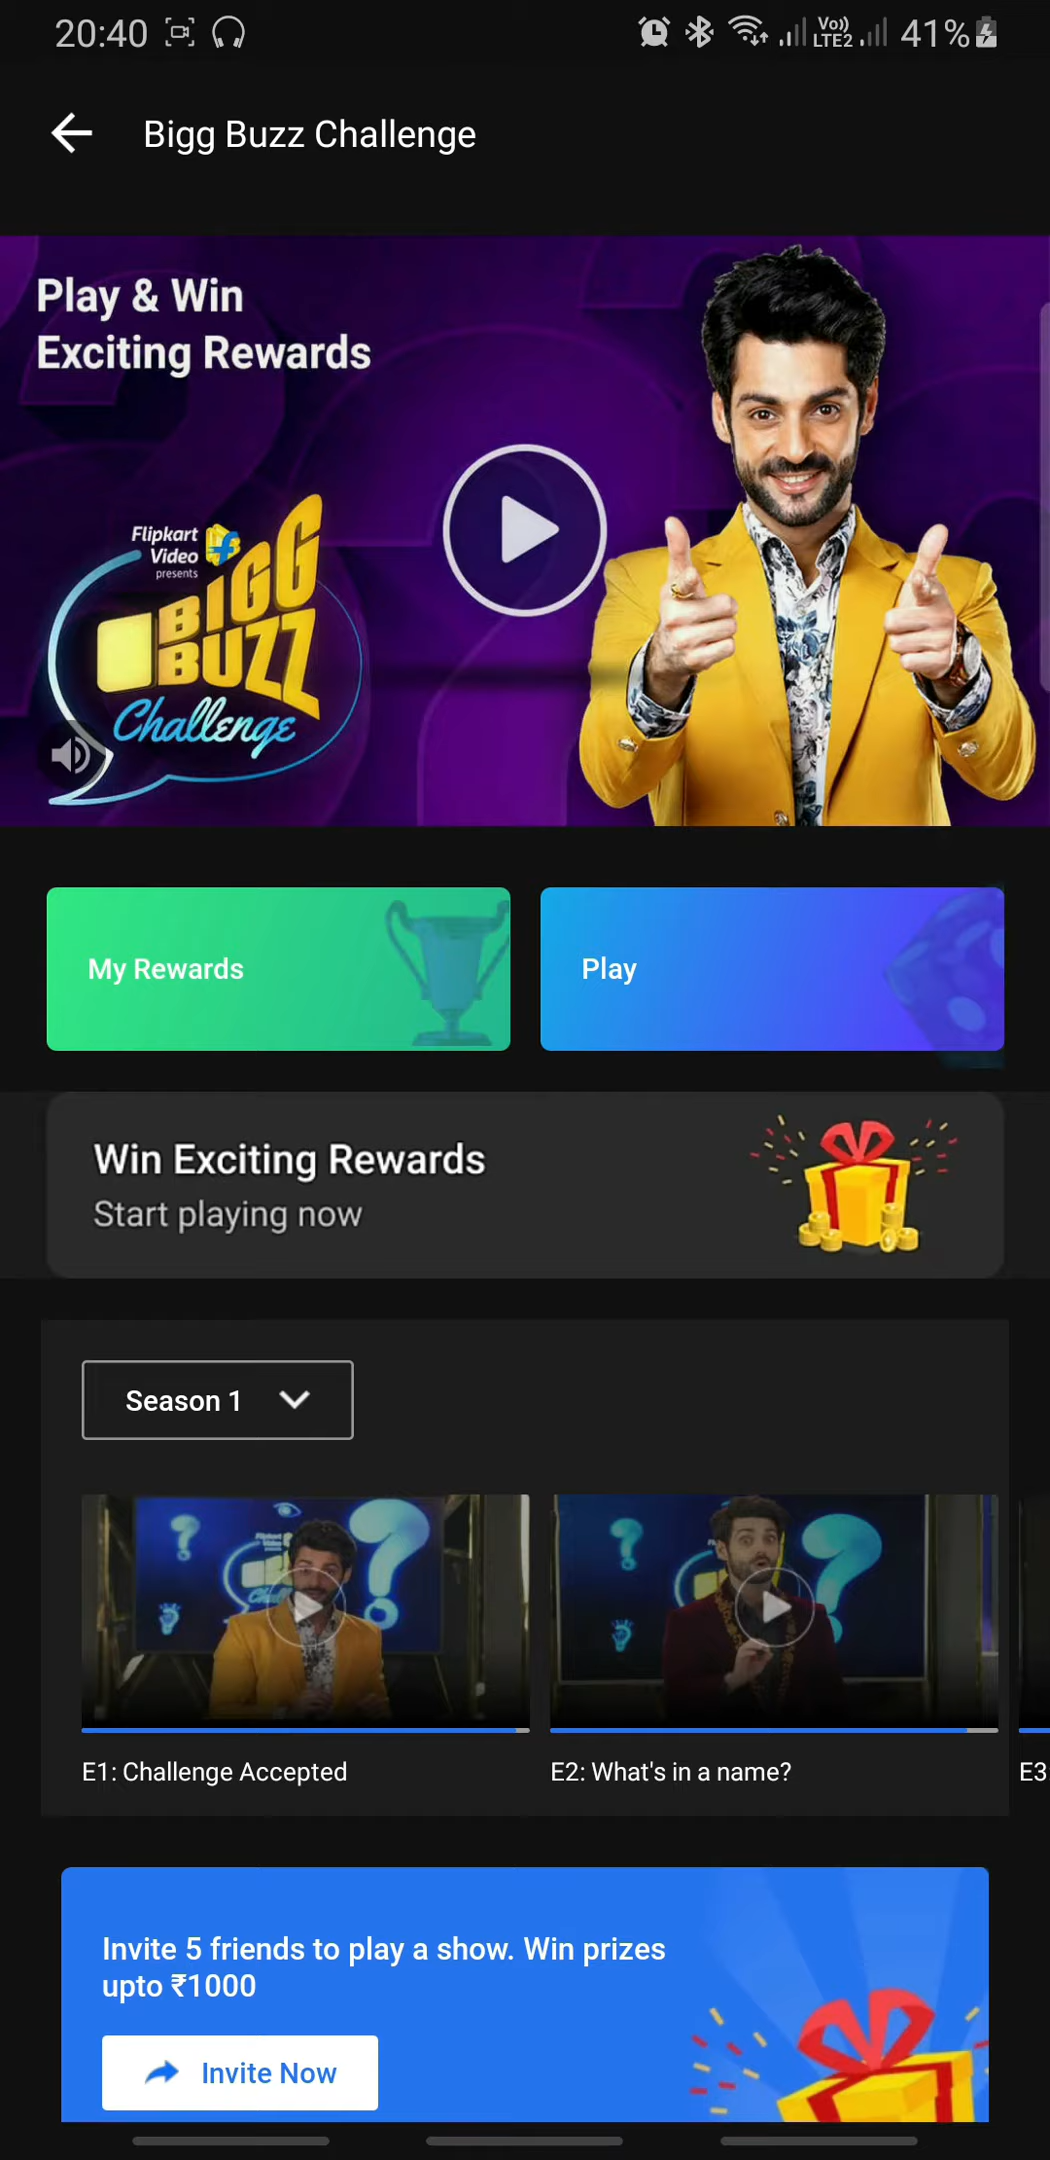 20:40
Vo))
LTE2
41%
Bigg Buzz Challenge
Play & Win
Exciting Rewards
Flipkart
Video
presents
BIGG
BUZZ
Challenge
My Rewards
Play
Win Exciting Rewards
Start playing now
Season 1
E1: Challenge Accepted
E2: What's in a name?
E3
Invite 5 friends to play a show. Win prizes
upto ₹1000
Invite Now